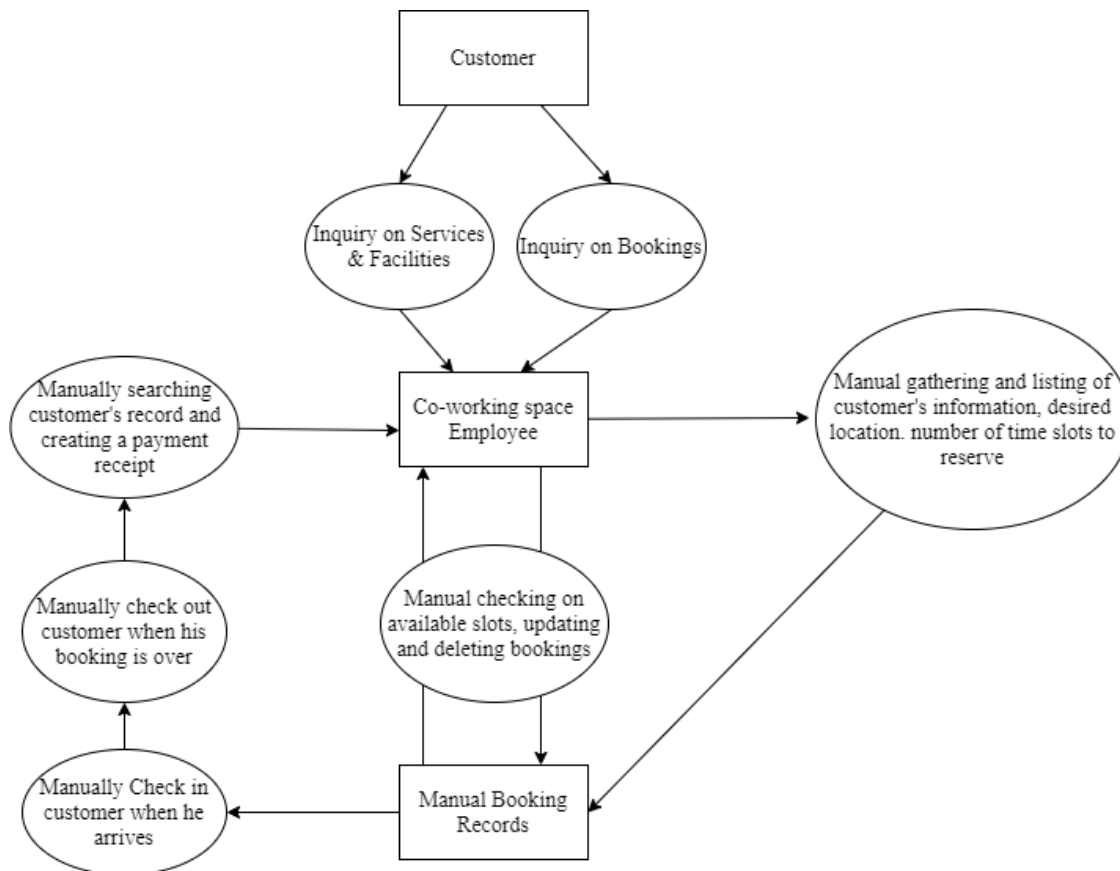 Customer
Inquiry on Services
& Facilities
Inquiry on Bookings
Manually searching
customer's record and
creating a payment
receipt
Co-working space
Employee
Manual gathering and listing of
customer's information, desired
location. number of time slots to
reserve
Manually check out
customer when his
booking is over
Manual checking on
available slots, updating
and deleting bookings
Manually Check in
customer when he
arrives
Manual Booking
Records